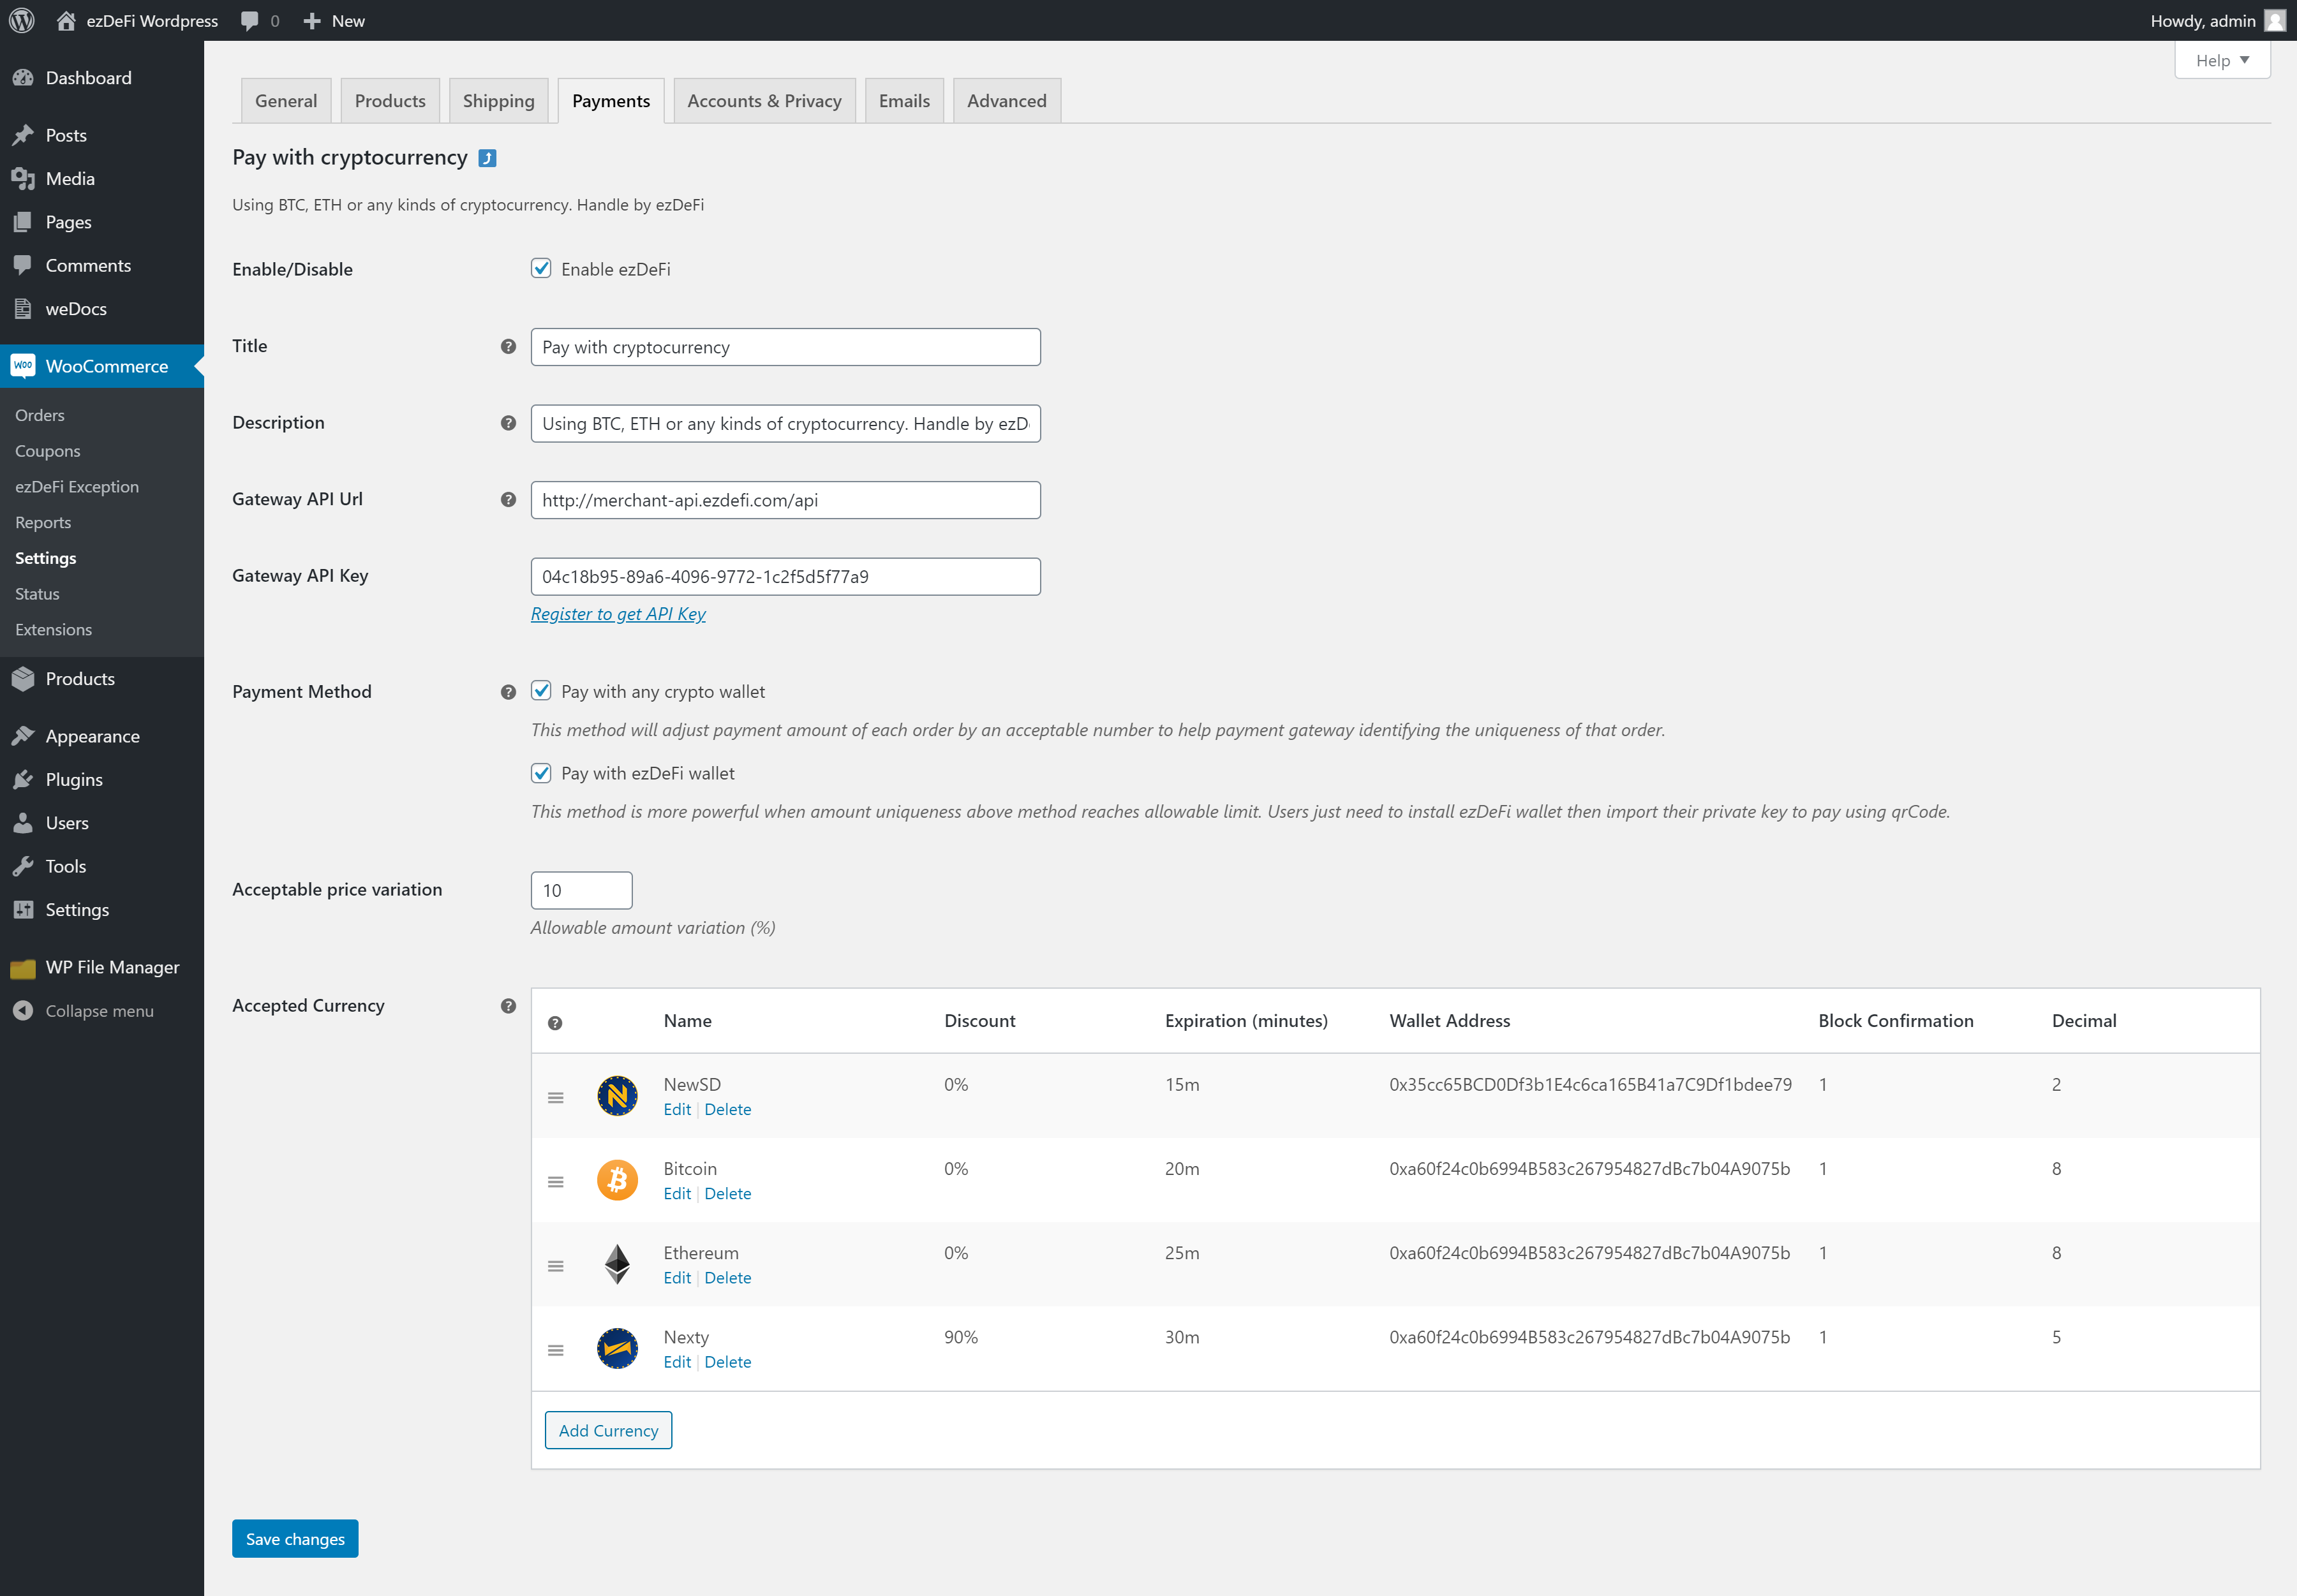 ezDeFi Wordpress 0 New Howdy, admin
Help
Dashboard
Posts
Media
Pages
Comments
weDocs
WooCommerce
Orders
Coupons
ezDeFi Exception
Reports
Settings
Status
Extensions
Products
Appearance
Plugins
Users
Tools
Settings
WP File Manager
Collapse menu
General Products Shipping Payments Accounts & Privacy Emails Advanced
Pay with cryptocurrency
Using BTC, ETH or any kinds of cryptocurrency. Handle by ezDeFi
Enable/Disable Enable ezDeFi
Title Pay with cryptocurrency
Description Using BTC, ETH or any kinds of cryptocurrency. Handle by ezD
Gateway API Url http://merchant-api.ezdefi.com/api
Gateway API Key 04c18b95-89a6-4096-9772-1c2f5d5f77a9
Register to get API Key
Payment Method Pay with any crypto wallet
This method will adjust payment amount of each order by an acceptable number to help payment gateway identifying the uniqueness of that order.
Pay with ezDeFi wallet
This method is more powerful when amount uniqueness above method reaches allowable limit. Users just need to install ezDeFi wallet then import their private key to pay using qrCode.
Acceptable price variation 10
Allowable amount variation (%)
Accepted Currency
Name Discount Expiration (minutes) Wallet Address Block Confirmation Decimal
NewSD 0% 15m 0x35cc65BCD0Df3b1E4c6ca165B41a7C9Df1bdee79 1 2
Edit | Delete
Bitcoin 0% 20m 0xa60f24c0b6994B583c267954827dBc7b04A9075b 1 8
Edit | Delete
Ethereum 0% 25m 0xa60f24c0b6994B583c267954827dBc7b04A9075b 1 8
Edit | Delete
Nexty 90% 30m 0xa60f24c0b6994B583c267954827dBc7b04A9075b 1 5
Edit | Delete
Add Currency
Save changes